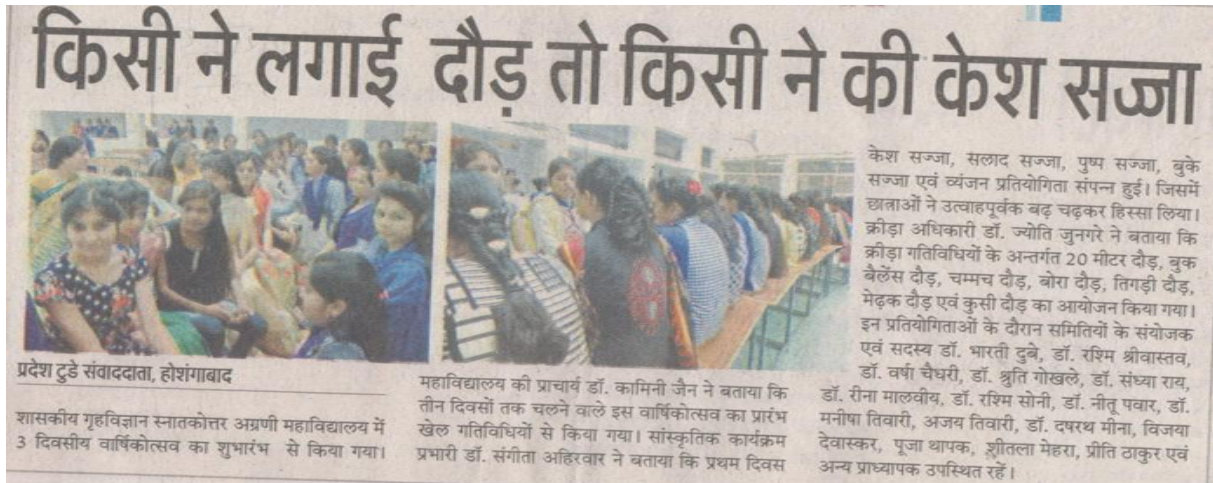 किसी ने लगाई दौड़ तो किसी ने की केश सज्जा
प्रदेश टुडे संवाददाता, होशंगाबाद
शासकीय गृहविज्ञान स्नातकोत्तर अग्रणी महाविद्यालय में
3 दिवसीय वार्षिकोत्सव का शुभारंभ से किया गया।
महाविद्यालय की प्राचार्य डॉ. कामिनी जैन ने बताया कि
तीन दिवसों तक चलने वाले इस वार्षिकोत्सव का प्रारंभ
खेल गतिविधियों से किया गया। सांस्कृतिक कार्यक्रम
प्रभारी डॉ. संगीता अहिरवार ने बताया कि प्रथम दिवस
केश सज्जा, सलाद सज्जा, पुष्प सज्जा, बुके
सज्जा एवं व्यंजन प्रतियोगिता संपन्न हुई। जिसमें
छात्राओं ने उत्वाहपूर्वक बढ़ चढ़कर हिस्सा लिया।
क्रीड़ा अधिकारी डॉ. ज्योति जुनगरे ने बताया कि
क्रीड़ा गतिविधियों के अन्तर्गत 20 मीटर दौड़, बुक
बैलेंस दौड़, चम्मच दौड़, बोरा दौड़, तिगड़ी दौड़,
मेढ़क दौड़ एवं कुसी दौड़ का आयोजन किया गया।
इन प्रतियोगिताओं के दौरान समितियों के संयोजक
एवं सदस्य डॉ. भारती दुबे, डॉ. रश्मि श्रीवास्तव,
डॉ. वर्षा चैधरी, डॉ. श्रुति गोखले, डॉ. संध्या राय,
डॉ. रीना मालवीय, डॉ. रश्मि सोनी, डॉ. नीतू पवार, डॉ.
मनीषा तिवारी, अजय तिवारी, डॉ. दषरथ मीना, विजया
देवास्कर, पूजा थापक, शीतला मेहरा, प्रीति ठाकुर एवं
अन्य प्राध्यापक उपस्थित रहें।